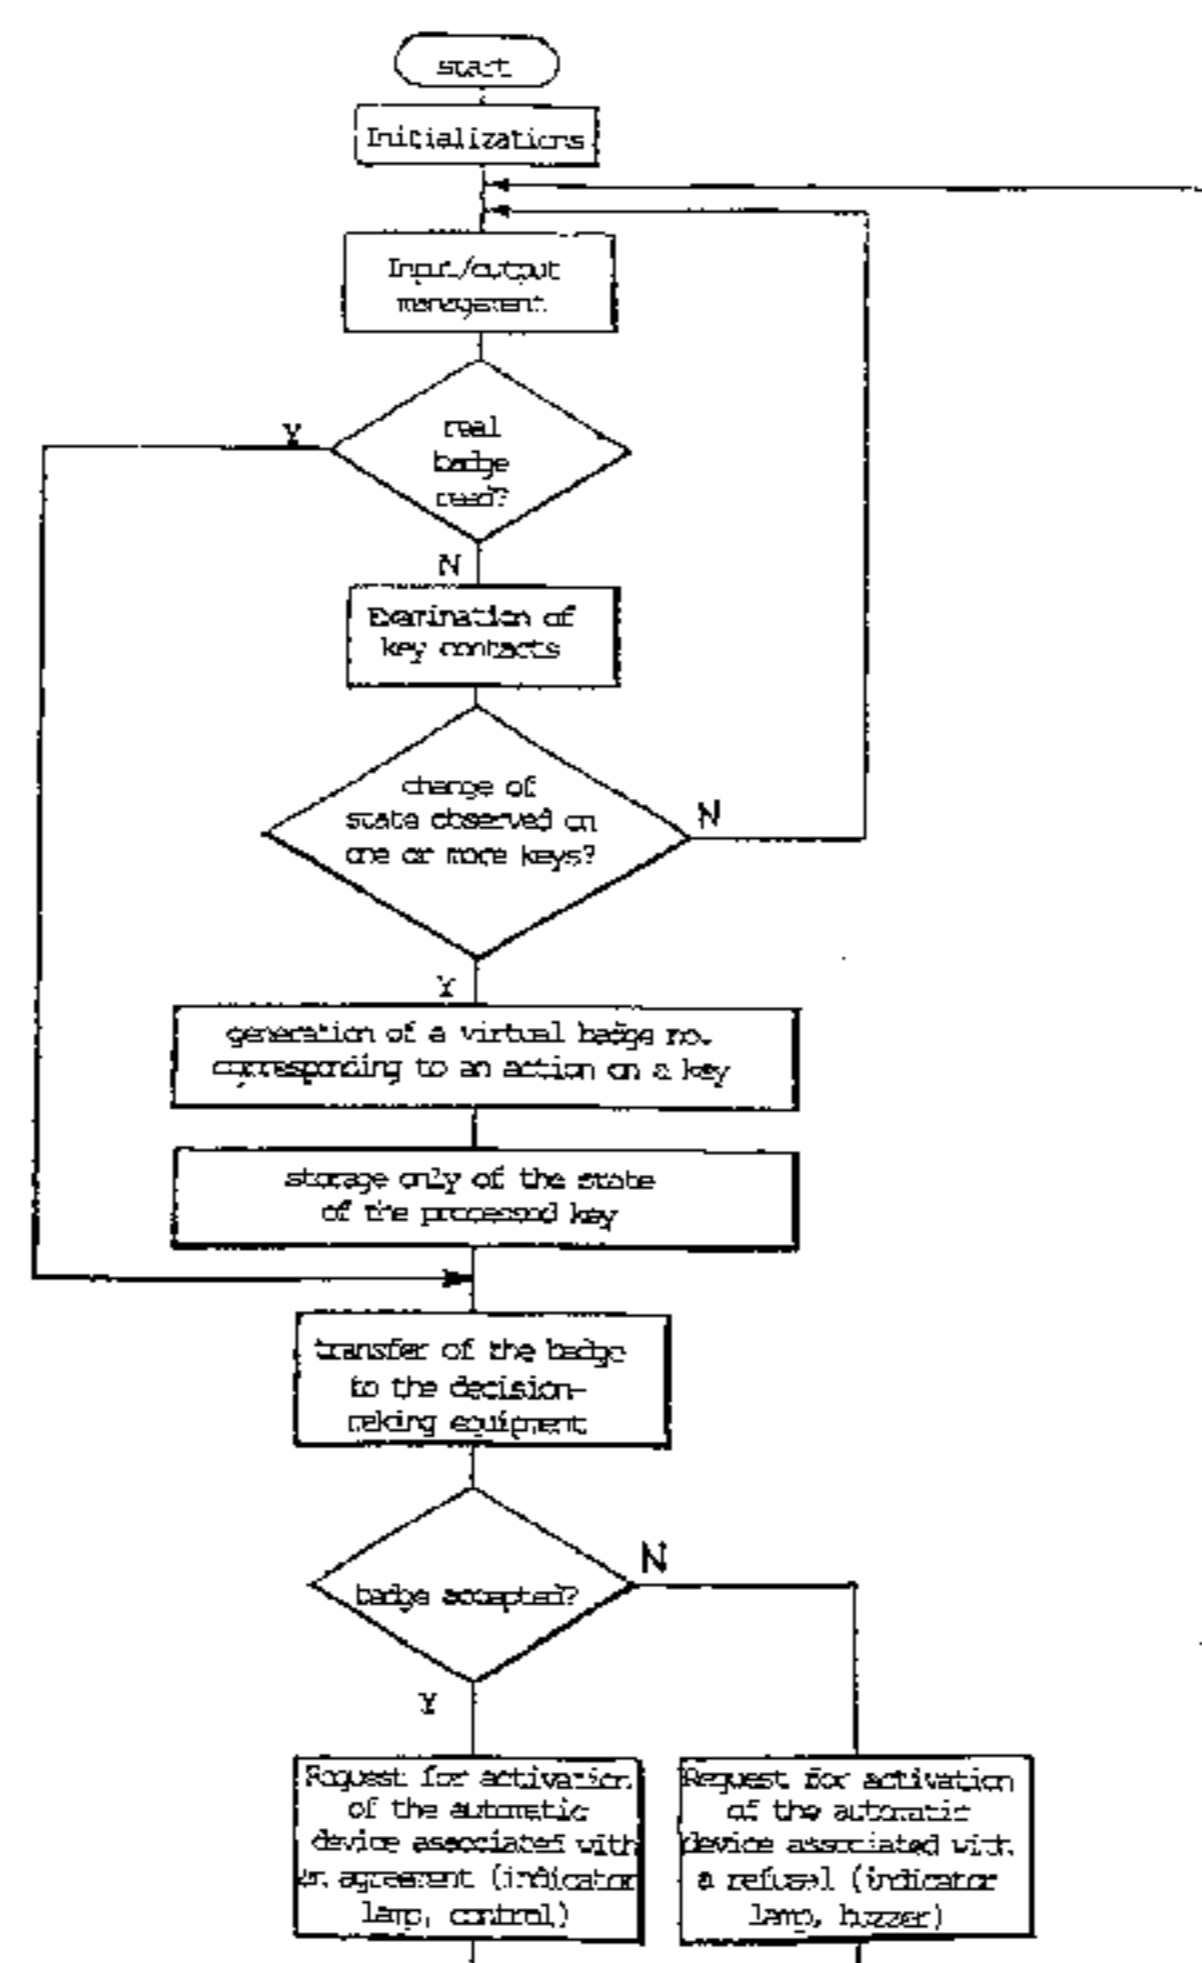 start
Initializations
Input/output
management
Y
real
badge
read?
N
Examination of
key contacts
change of
state observed on
one or more keys?
N
Y
generation of a virtual badge no.
corresponding to an action on a key
storage only of the state
of the processed key
transfer of the badge
to the decision-
making equipment
badge accepted?
N
Y
Request for activation
of the automatic
device associated with
an agreement (indicator
lamp, control)
Request for activation
of the automatic
device associated with
a refusal (indicator
lamp, buzzer)